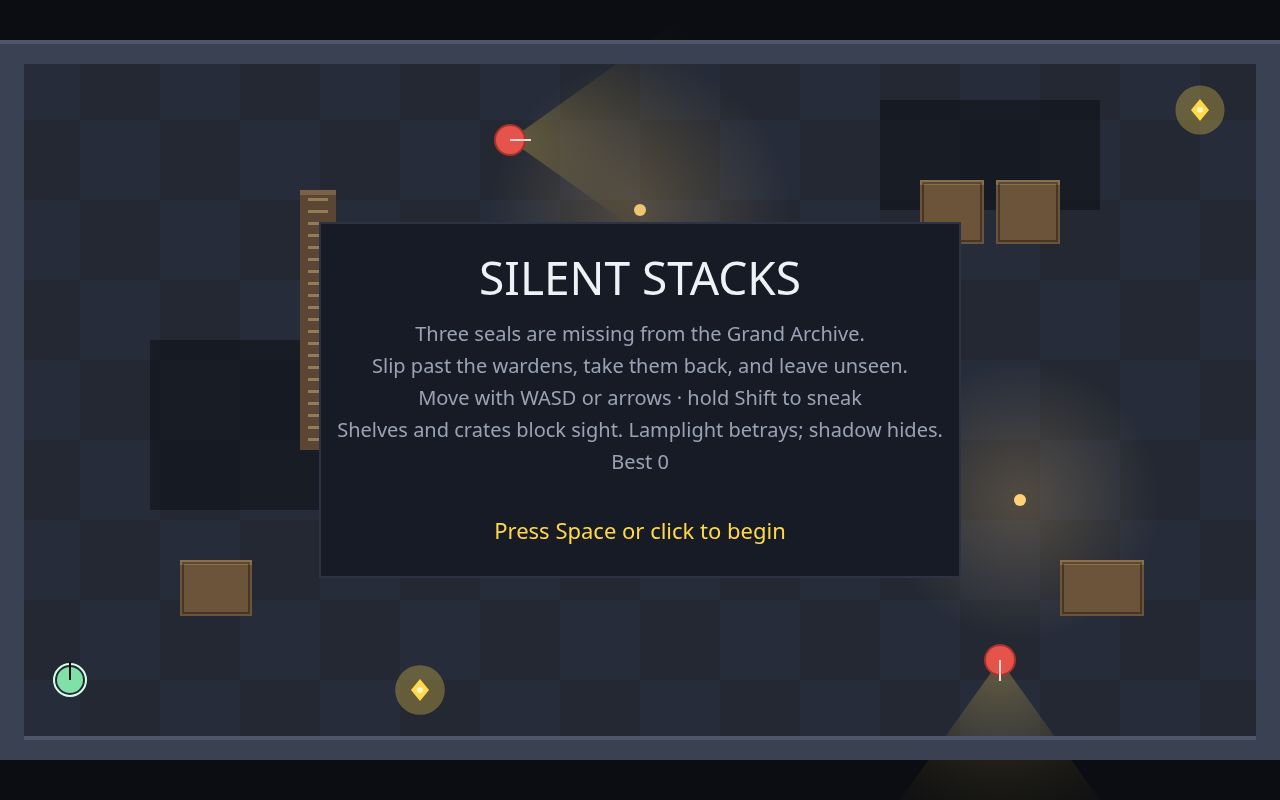 SILENT STACKS
Three seals are missing from the Grand Archive.
Slip past the wardens, take them back, and leave unseen.
Move with WASD or arrows · hold Shift to sneak
Shelves and crates block sight. Lamplight betrays; shadow hides.
Best 0
Press Space or click to begin